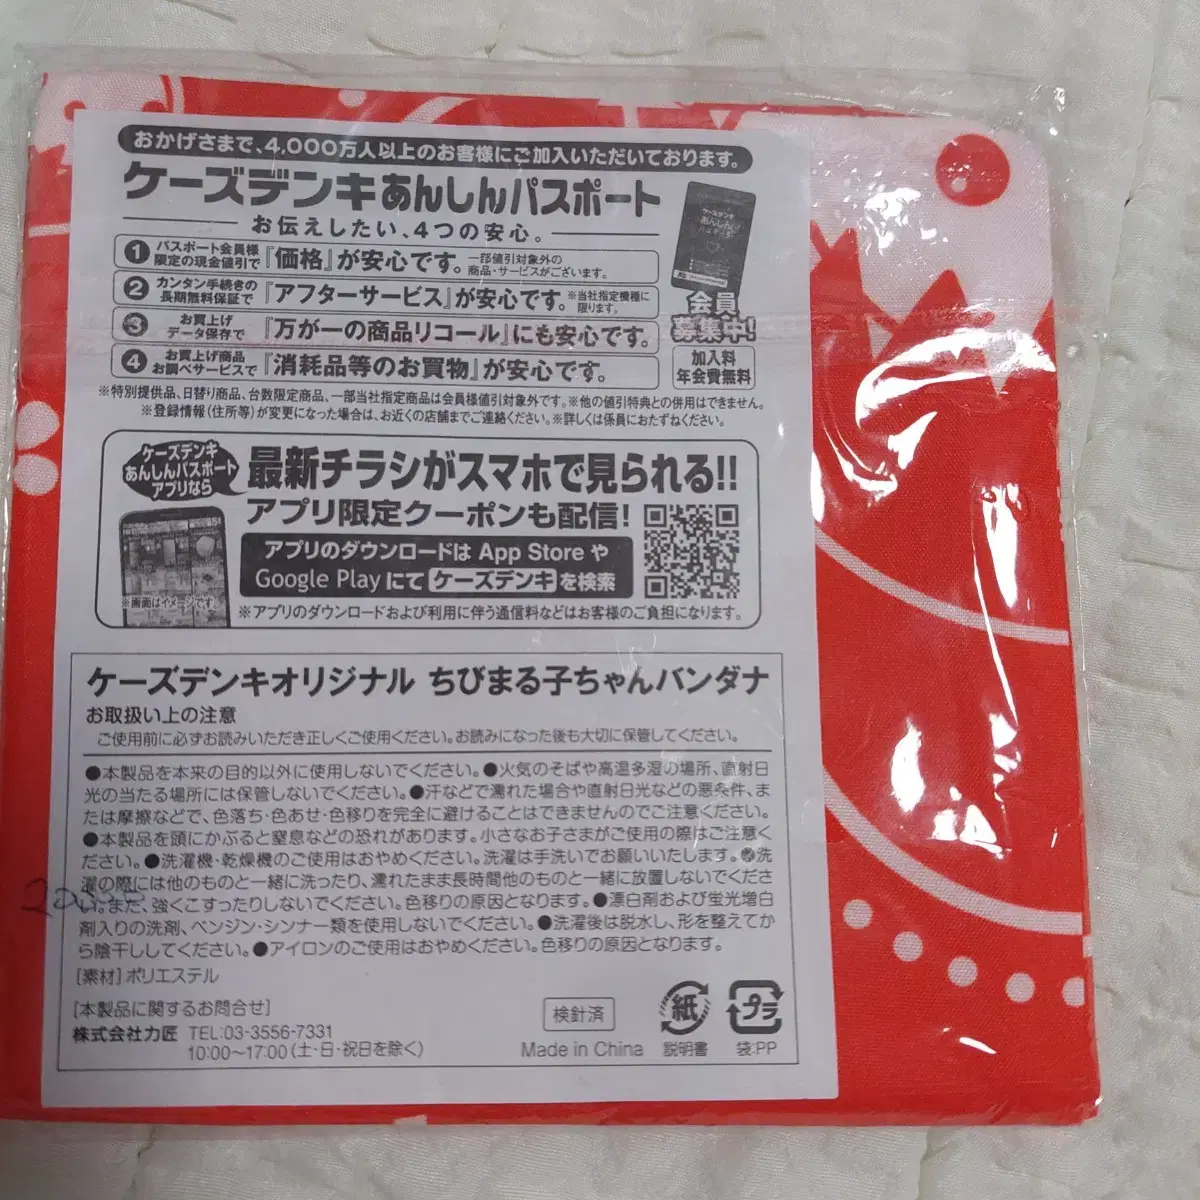 おかげさまで、4,000万人以上のお客様にご加入いただいております。
ケーズデンキあんしんパスポート
お伝えしたい、4つの安心。
ケーズデンキ
あんしん
パスポート
1 パスポート会員様
限定の現金値引で『価格』が安心です。一部値引対象外の
商品・サービスがございます。
2 カンタン手続きの
長期無料保証で『アフターサービス』が安心です。※当社指定機種に
限ります。
3 お買上げ
データ保存で『万が一の商品リコール』にも安心です。
4 お買上げ商品
お調べサービスで『消耗品等のお買物』が安心です。
会員
募集中!
加入料
年会費無料
※特別提供品、日替り商品、台数限定商品、一部当社指定商品は会員様値引対象外です。※他の値引特典との併用はできません。
※登録情報(住所等)が変更になった場合は、お近くの店舗までご連絡ください。※詳しくは係員におたずねください。
ケーズデンキ
あんしんパスポート
アプリなら
最新チラシがスマホで見られる!!
アプリ限定クーポンも配信!
アプリのダウンロードは App Store や
Google Play にて ケーズデンキ を検索
※画面はイメージです。
※アプリのダウンロードおよび利用に伴う通信料などはお客様のご負担になります。
ケーズデンキオリジナル ちびまる子ちゃんバンダナ
お取扱い上の注意
ご使用前に必ずお読みいただき正しくご使用ください。お読みになった後も大切に保管してください。
●本製品を本来の目的以外に使用しないでください。●火気のそばや高温多湿の場所、直射日
光の当たる場所には保管しないでください。●汗などで濡れた場合や直射日光などの悪条件、ま
たは摩擦などで、色落ち・色あせ・色移りを完全に避けることはできませんのでご注意ください。
●本製品を頭にかぶると窒息などの恐れがあります。小さなお子さまがご使用の際はご注意く
ださい。●洗濯機・乾燥機のご使用はおやめください。洗濯は手洗いでお願いいたします。●洗
濯の際には他のものと一緒に洗ったり、濡れたまま長時間他のものと一緒に放置しないでくださ
い。また、強くこすったりしないでください。色移りの原因となります。●漂白剤および蛍光増白
剤入りの洗剤、ベンジン・シンナー類を使用しないでください。●洗濯後は脱水し、形を整えてか
ら陰干ししてください。●アイロンのご使用はおやめください。色移りの原因となります。
[素材]ポリエステル
[本製品に関するお問合せ]
株式会社力匠 TEL:03-3556-7331
10:00〜17:00(土・日・祝日を除く)
検針済
Made in China
紙
説明書
プラ
袋:PP